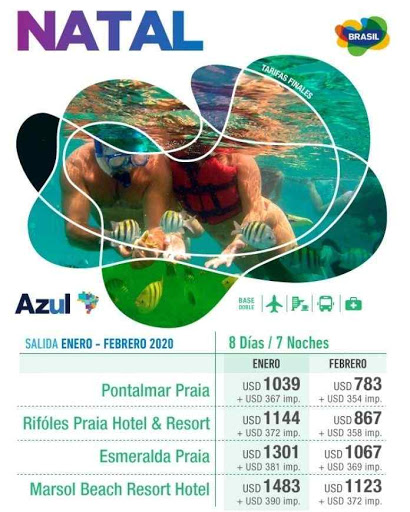 NATAL
BRASIL
TARIFAS FINALES
Azul
BASE
DOBLE
SALIDA ENERO - FEBRERO 2020
8 Días / 7 Noches
ENERO FEBRERO
Pontalmar Praia USD 1039 USD 783
+ USD 367 imp. + USD 354 imp.
Rifóles Praia Hotel & Resort USD 1144 USD 867
+ USD 372 imp. + USD 358 imp.
Esmeralda Praia USD 1301 USD 1067
+ USD 381 imp. + USD 369 imp.
Marsol Beach Resort Hotel USD 1483 USD 1123
+ USD 390 imp. + USD 372 imp.